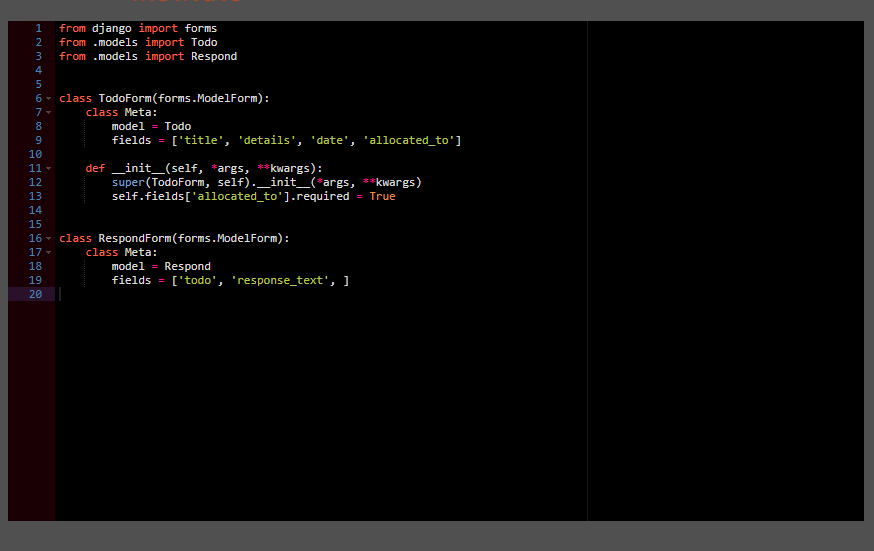 1 from django import forms
2 from .models import Todo
3 from .models import Respond
4
5
6 class TodoForm(forms.ModelForm):
7     class Meta:
8         model = Todo
9         fields = ['title', 'details', 'date', 'allocated_to']
10
11     def __init__(self, *args, **kwargs):
12         super(TodoForm, self).__init__(*args, **kwargs)
13         self.fields['allocated_to'].required = True
14
15
16 class RespondForm(forms.ModelForm):
17     class Meta:
18         model = Respond
19         fields = ['todo', 'response_text', ]
20